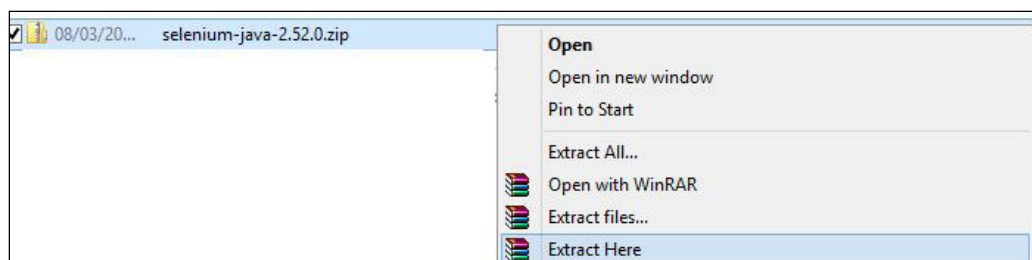 08/03/20... selenium-java-2.52.0.zip
Open
Open in new window
Pin to Start
Extract All...
Open with WinRAR
Extract files...
Extract Here